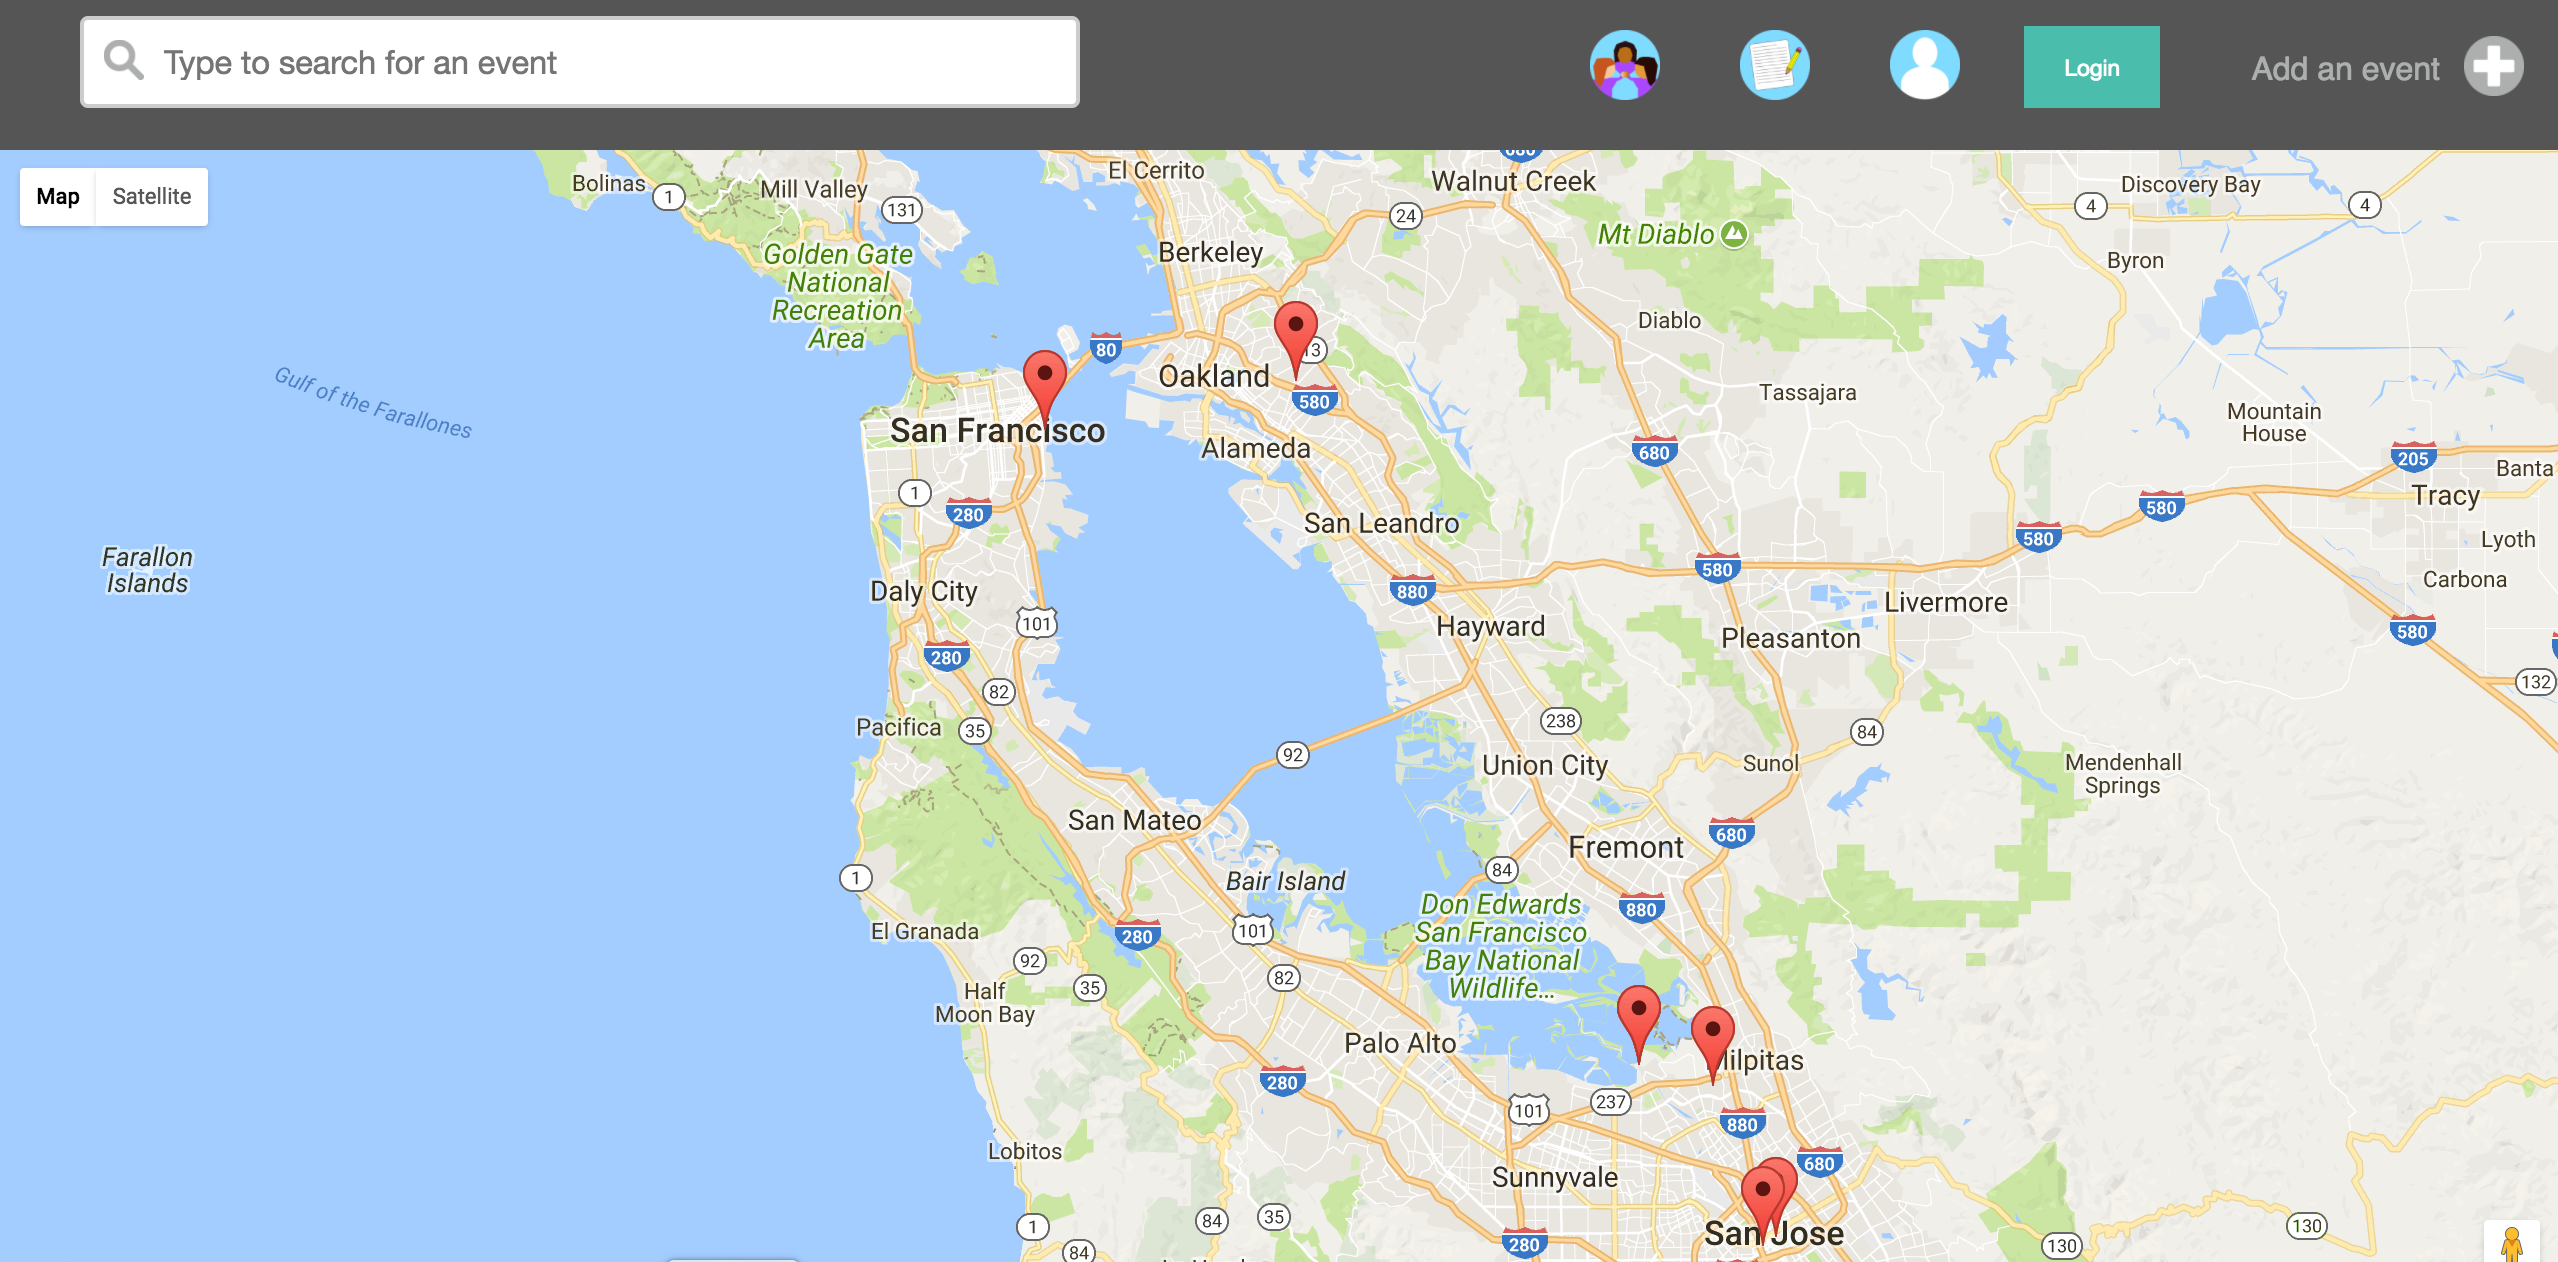 Type to search for an event
Login
Add an event
Map
Satellite
Bolinas
1
Mill Valley
131
El Cerrito
Walnut Creek
680
24
Discovery Bay
4
4
Golden Gate
National
Recreation
Area
Berkeley
Mt Diablo
Byron
Diablo
80
13
Oakland
580
Gulf of the Farallones
San Francisco
Alameda
Tassajara
Mountain
House
680
205
Banta
Tracy
1
280
San Leandro
580
580
Lyoth
Farallon
Islands
Daly City
880
580
Carbona
Livermore
101
Hayward
Pleasanton
580
280
82
132
Pacifica
35
238
84
92
Union City
Sunol
Mendenhall
Springs
San Mateo
680
Fremont
1
84
Bair Island
Don Edwards
San Francisco
Bay National
Wildlife...
880
El Granada
280
101
92
82
35
Half
Moon Bay
Palo Alto
280
101
237
880
Lobitos
Sunnyvale
680
San Jose
1
84
84
35
280
130
130